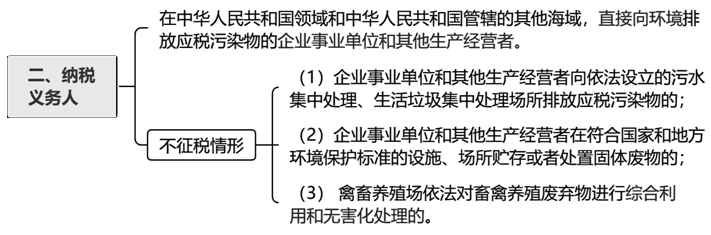 在中华人民共和国领域和中华人民共和国管辖的其他海域，直接向环境排
放应税污染物的企业事业单位和其他生产经营者。
二、纳税
义务人
不征税情形
（1）企业事业单位和其他生产经营者向依法设立的污水
集中处理、生活垃圾集中处理场所排放应税污染物的；
（2）企业事业单位和其他生产经营者在符合国家和地方
环境保护标准的设施、场所贮存或者处置固体废物的；
（3） 禽畜养殖场依法对畜禽养殖废弃物进行综合利
用和无害化处理的。